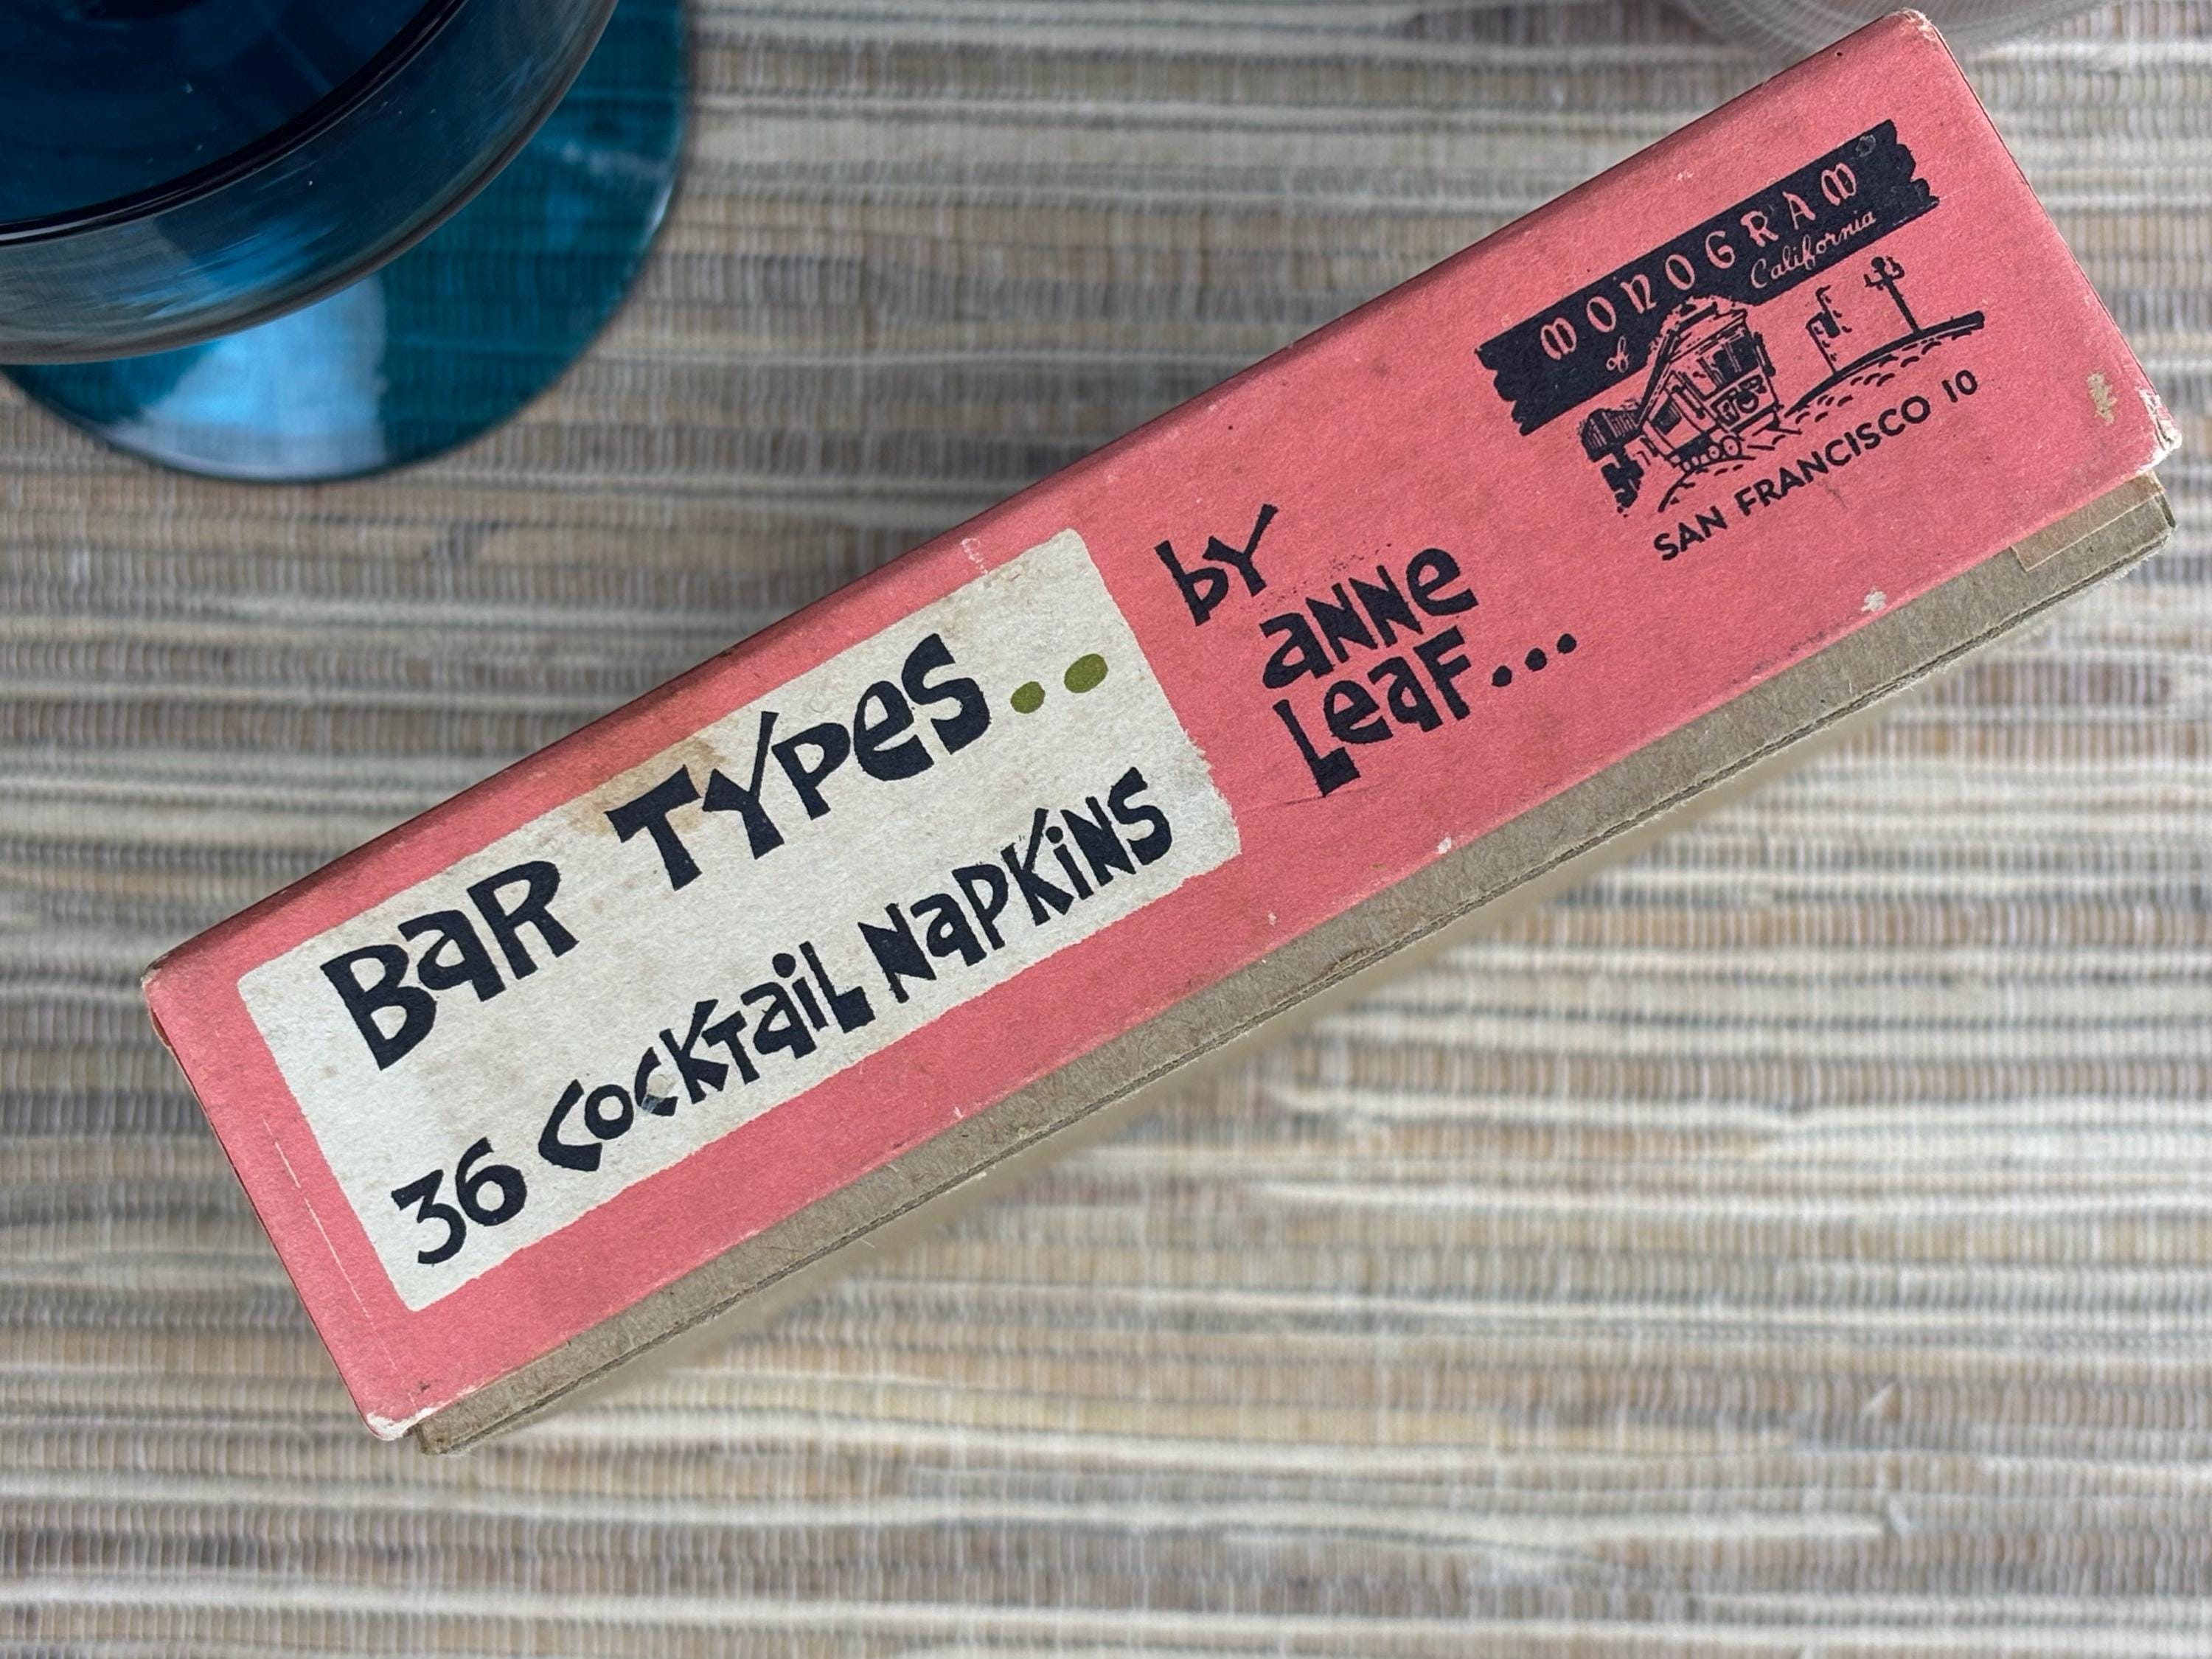 BaR TYPes..
36 COCKTaiL NaPKiNS
bY
aNNe
LeaF...
MONOGRAM
of California
SAN FRANCISCO 10